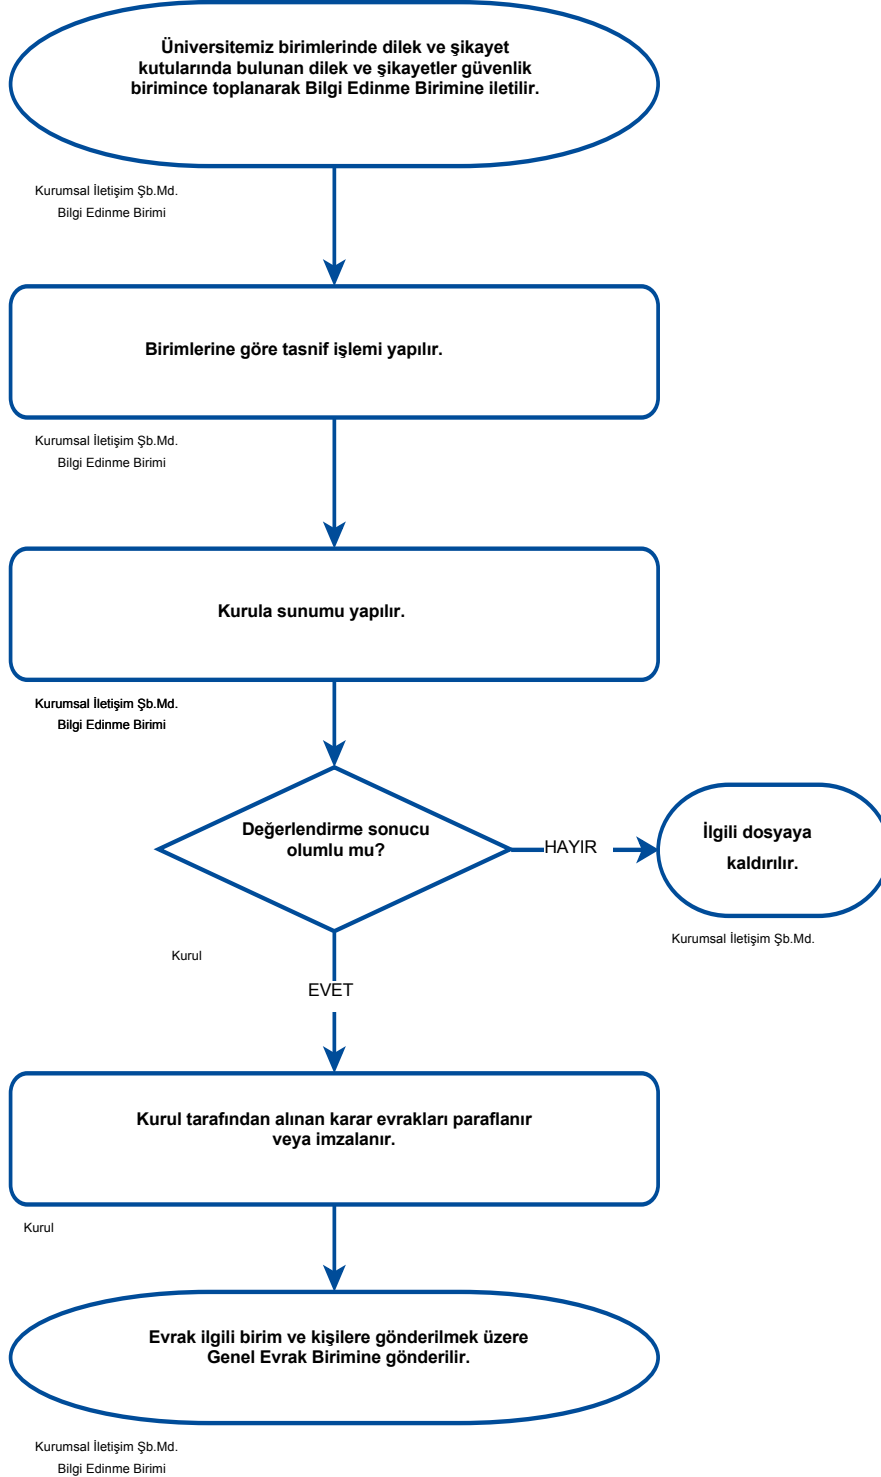 Üniversitemiz birimlerinde dilek ve şikayet
kutularında bulunan dilek ve şikayetler güvenlik
birimince toplanarak Bilgi Edinme Birimine iletilir.
Kurumsal İletişim Şb.Md.
Bilgi Edinme Birimi
Birimlerine göre tasnif işlemi yapılır.
Kurumsal İletişim Şb.Md.
Bilgi Edinme Birimi
Kurula sunumu yapılır.
Kurumsal İletişim Şb.Md.
Bilgi Edinme Birimi
Değerlendirme sonucu
olumlu mu?
HAYIR
İlgili dosyaya
kaldırılır.
Kurumsal İletişim Şb.Md.
Kurul
EVET
Kurul tarafından alınan karar evrakları paraflanır
veya imzalanır.
Kurul
Evrak ilgili birim ve kişilere gönderilmek üzere
Genel Evrak Birimine gönderilir.
Kurumsal İletişim Şb.Md.
Bilgi Edinme Birimi